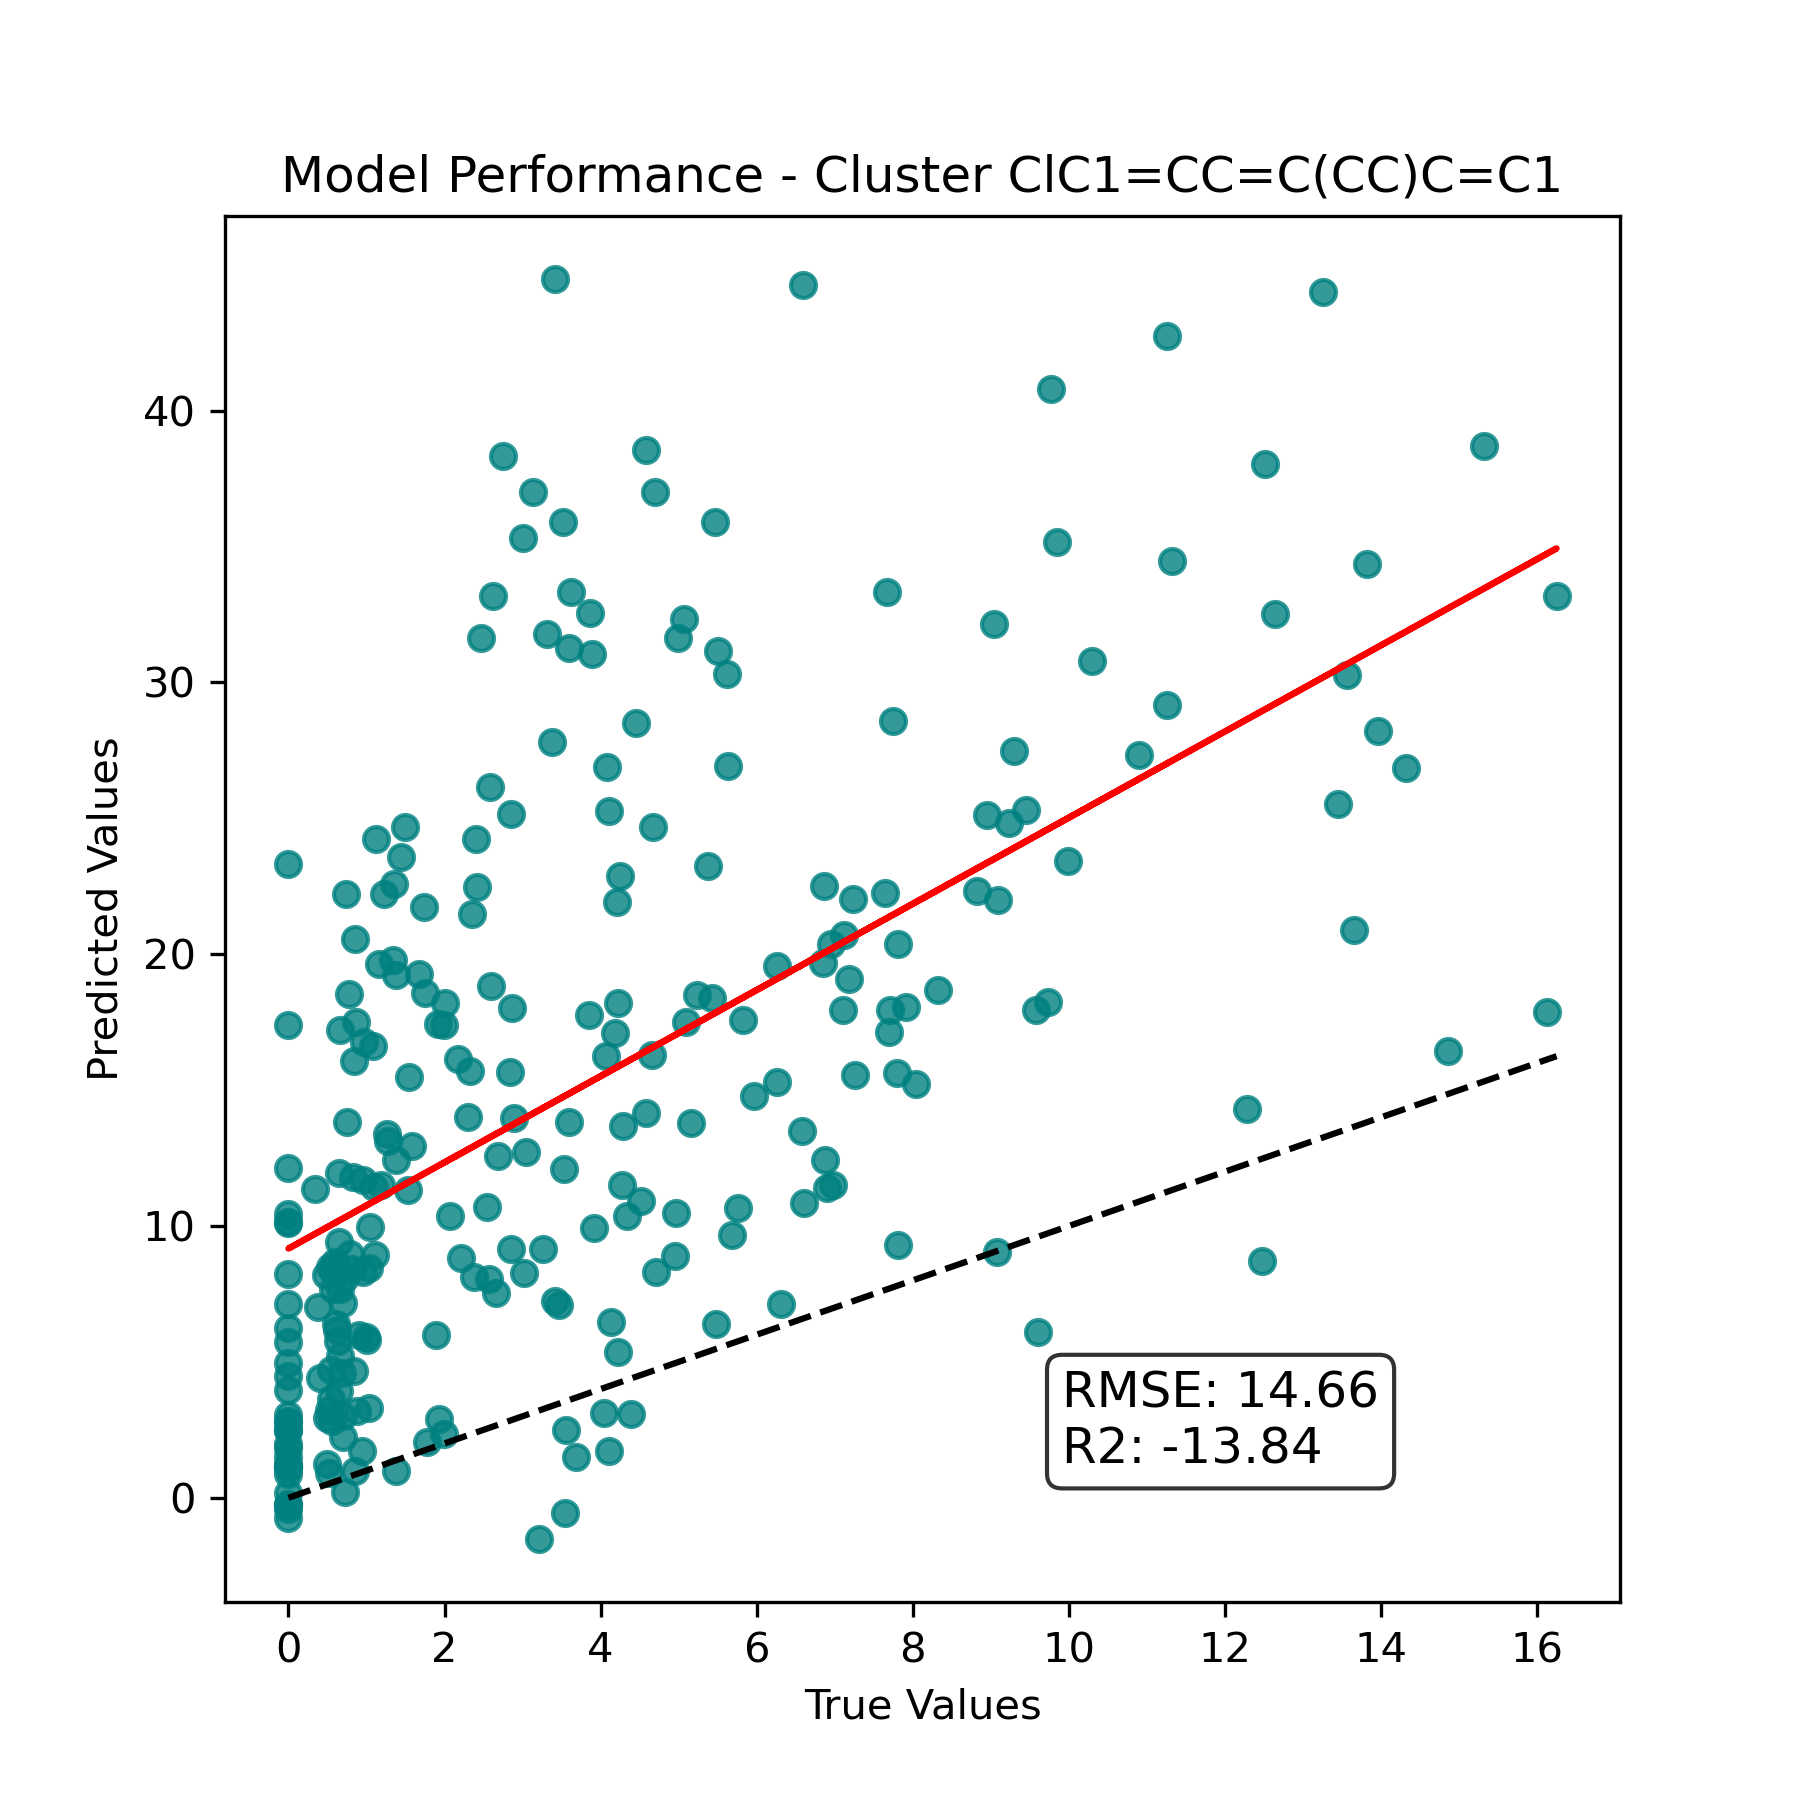 Model Performance - Cluster ClC1=CC=C(CC)C=C1
Predicted Values
40
30
20
10
0
RMSE: 14.66
R2: -13.84
0 2 4 6 8 10 12 14 16
True Values